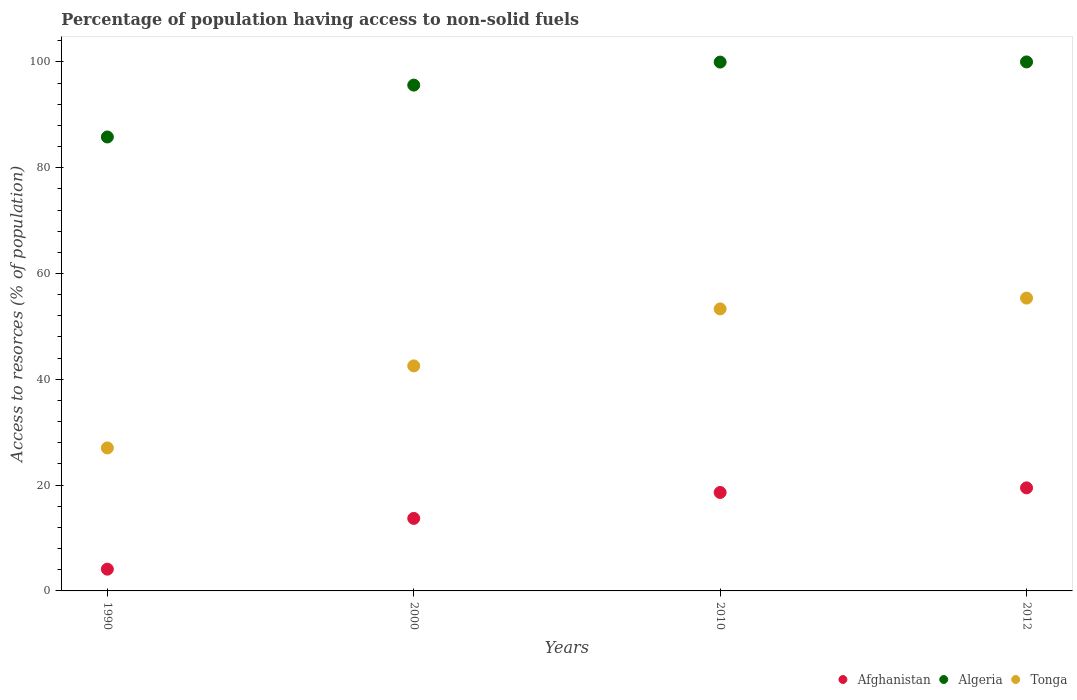 Percentage of population having access to non-solid fuels
Access to resorces (% of population)
100
80
60
40
20
0
1990
2000
2010
2012
Years
Afghanistan
Algeria
Tonga